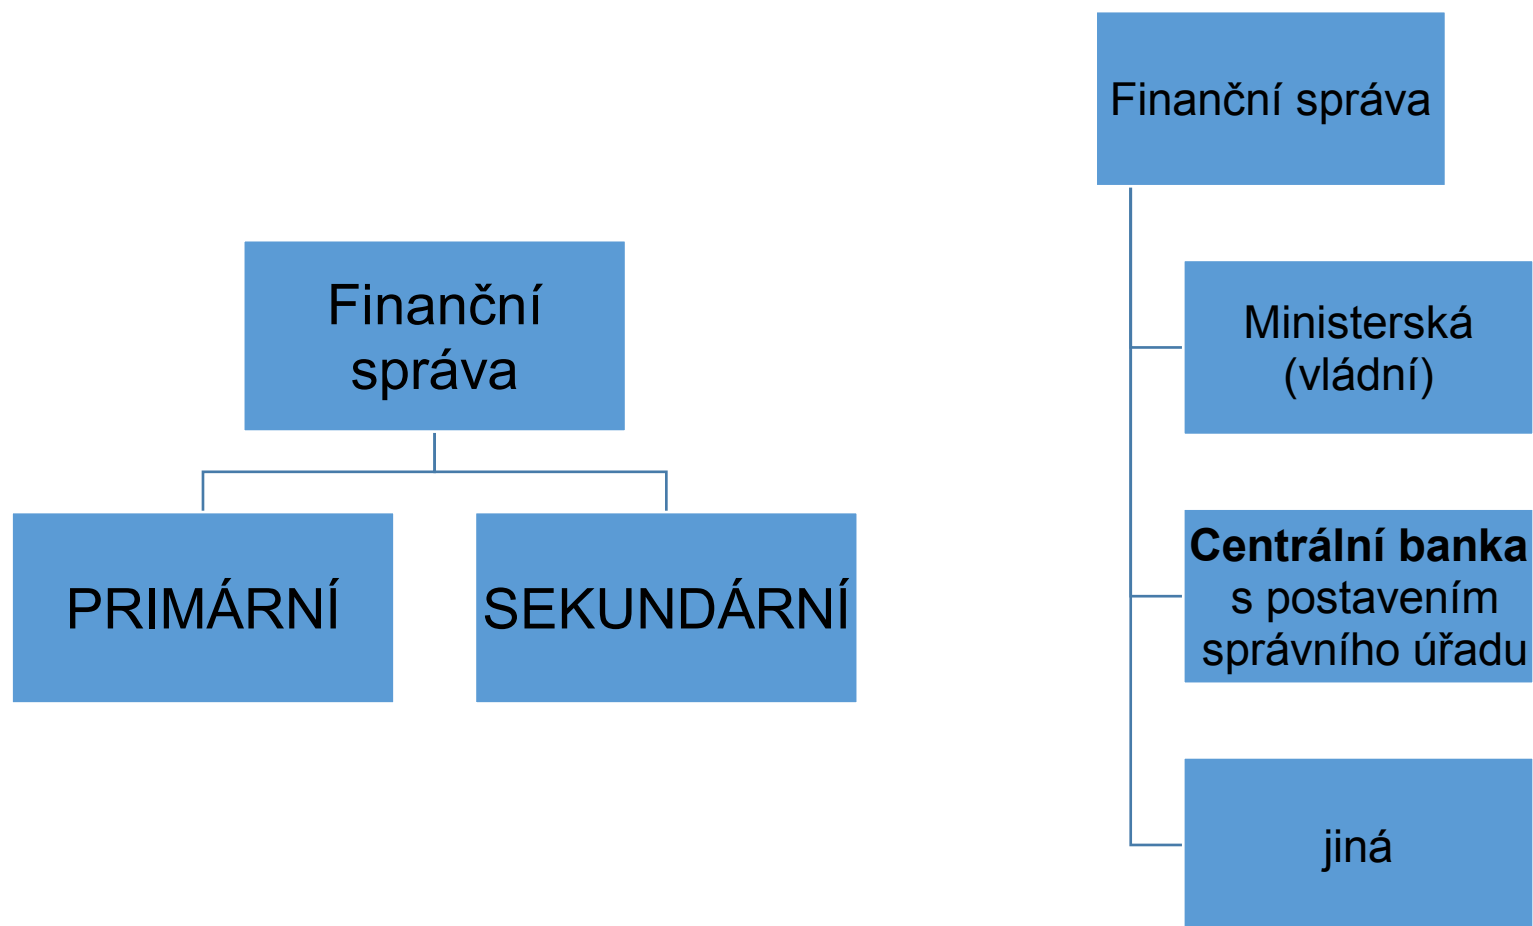 Finanční
správa
PRIMÁRNÍ
SEKUNDÁRNÍ
Finanční správa
Ministerská
(vládní)
Centrální banka
s postavením
správního úřadu
jiná